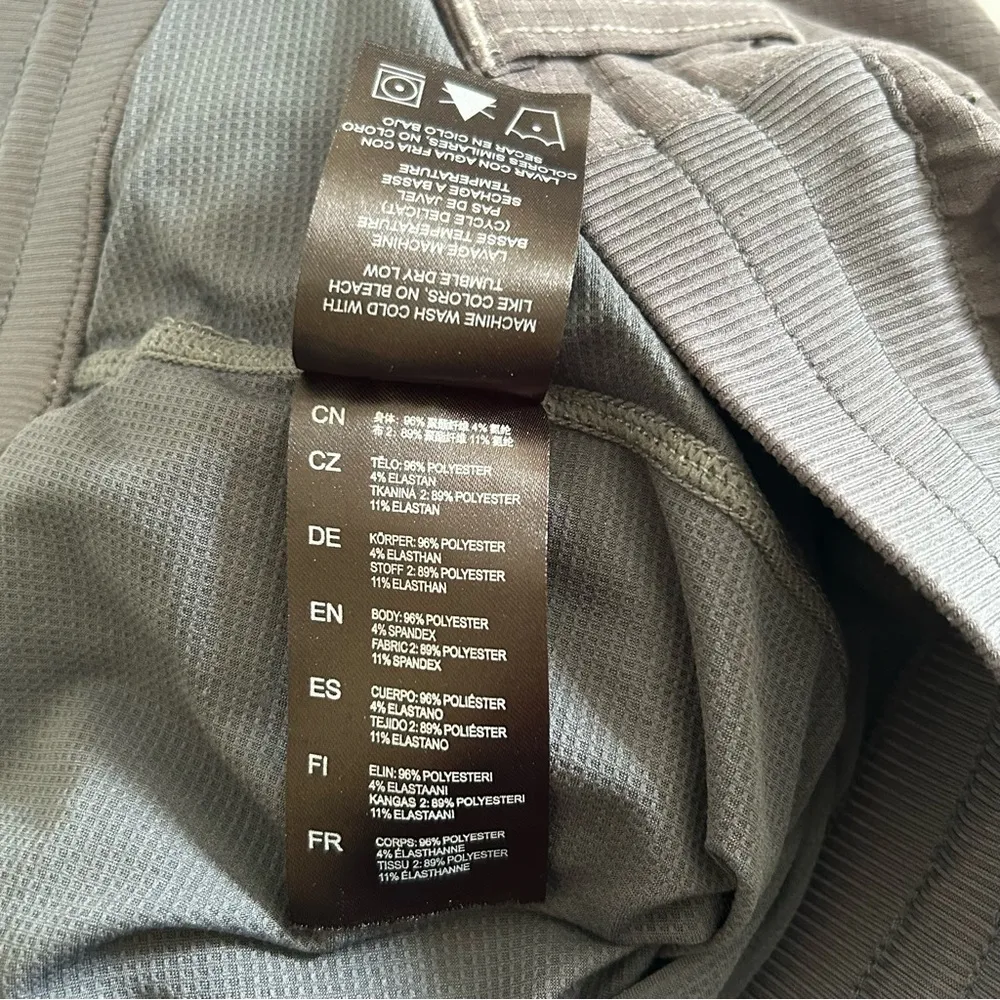 MACHINE WASH COLD WITH
LIKE COLORS, NO BLEACH
TUMBLE DRY LOW
LAVAGE MACHINE
BASSE TEMPERATURE
(CYCLE DELICAT)
PAS DE JAVEL
SECHAGE A BASSE
TEMPERATURE
LAVAR CON AGUA FRIA CON
COLORES SIMILARES, NO CLORO
SECAR EN CICLO BAJO
CN
身体: 96% 聚酯纤维 4% 氨纶
布 2: 89% 聚酯纤维 11% 氨纶
CZ
TĚLO: 96% POLYESTER
4% ELASTAN
TKANINA 2: 89% POLYESTER
11% ELASTAN
DE
KÖRPER: 96% POLYESTER
4% ELASTHAN
STOFF 2: 89% POLYESTER
11% ELASTHAN
EN
BODY: 96% POLYESTER
4% SPANDEX
FABRIC 2: 89% POLYESTER
11% SPANDEX
ES
CUERPO: 96% POLIÉSTER
4% ELASTANO
TEJIDO 2: 89% POLIÉSTER
11% ELASTANO
FI
ELIN: 96% POLYESTERI
4% ELASTAANI
KANGAS 2: 89% POLYESTERI
11% ELASTAANI
FR
CORPS: 96% POLYESTER
4% ÉLASTHANNE
TISSU 2: 89% POLYESTER
11% ÉLASTHANNE